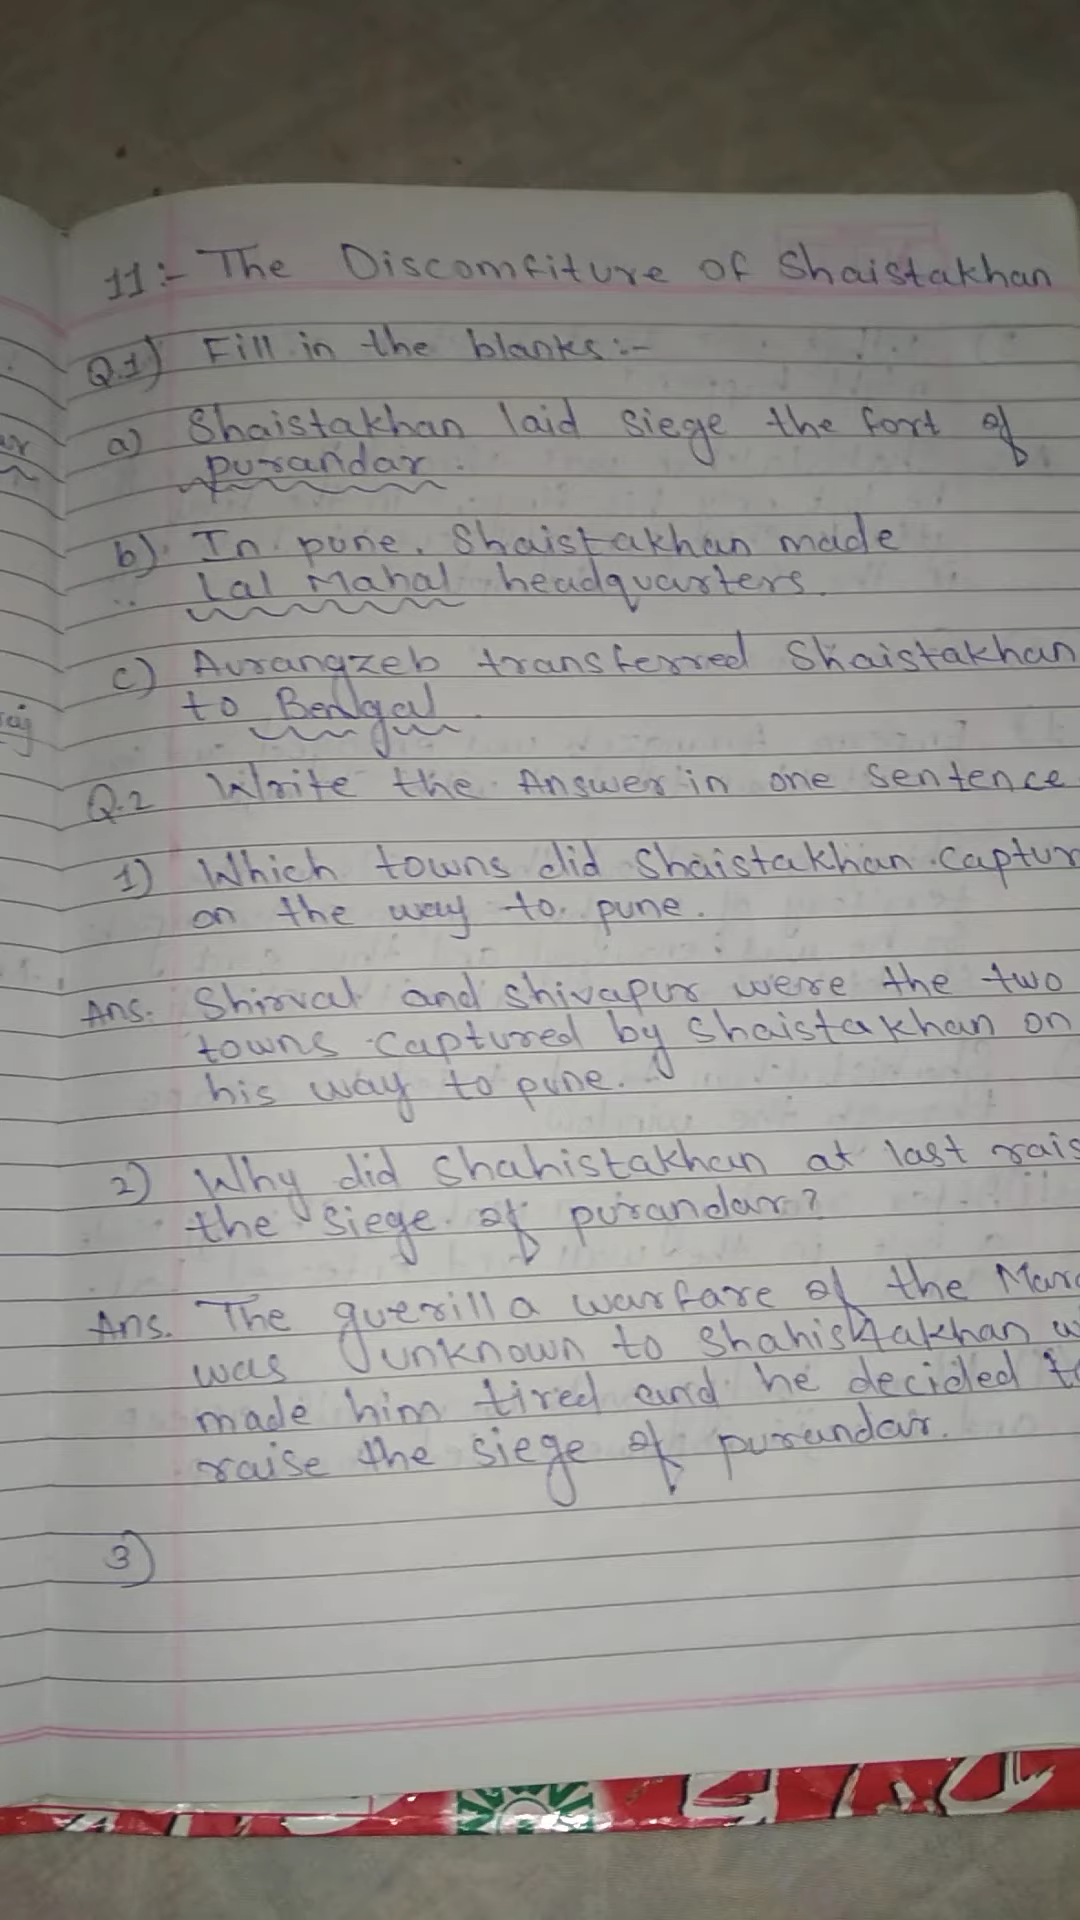 11:- The Discomfiture of Shaistakhan
Q.1) Fill in the blanks:-
a) Shaistakhan laid siege the fort of
purandar.
b) In pune, Shaistakhan made
Lal Mahal headquarters.
c) Aurangzeb transferred Shaistakhan
to Bengal.
Q.2 Write the Answer in one sentence
1) Which towns did Shaistakhan captur
on the way to pune.
Ans. Shirval and shivapur were the two
towns captured by shaistakhan on
his way to pune.
2) Why did shahistakhan at last rais
the siege of purandar?
Ans. The guerilla warfare of the Mara
was unknown to shahistakhan w
made him tired and he decided to
raise the siege of purandar.
3)